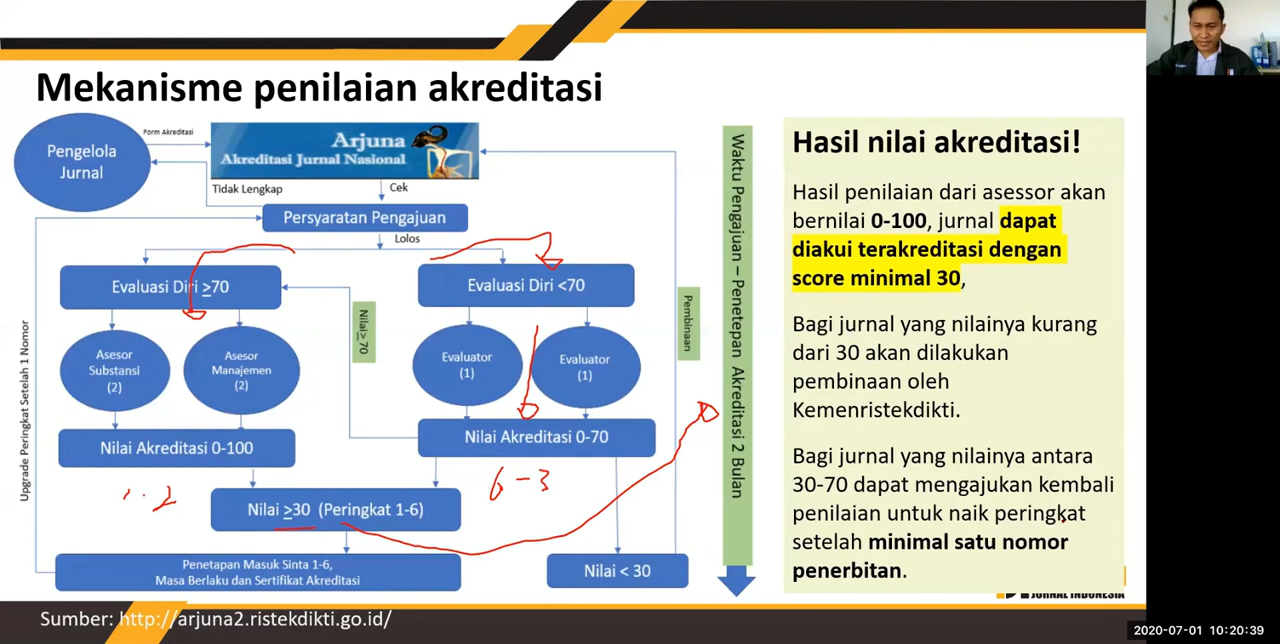 Mekanisme penilaian akreditasi
Pengelola
Jurnal
Form Akreditasi
Arjuna
Akreditasi Jurnal Nasional
Tidak Lengkap
Cek
Persyaratan Pengajuan
Lolos
Evaluasi Diri ≥70
Evaluasi Diri <70
Asesor
Substansi
(2)
Asesor
Manajemen
(2)
Evaluator
(1)
Evaluator
(1)
Nilai≥70
Pembinaan
Nilai Akreditasi 0-100
Nilai Akreditasi 0-70
1-2
6-3
Nilai ≥30 (Peringkat 1-6)
Penetapan Masuk Sinta 1-6,
Masa Berlaku dan Sertifikat Akreditasi
Nilai < 30
Upgrade Peringkat Setelah 1 Nomor
Waktu Pengajuan – Penetepan Akreditasi 2 Bulan
Hasil nilai akreditasi!
Hasil penilaian dari asessor akan
bernilai 0-100, jurnal dapat
diakui terakreditasi dengan
score minimal 30,
Bagi jurnal yang nilainya kurang
dari 30 akan dilakukan
pembinaan oleh
Kemenristekdikti.
Bagi jurnal yang nilainya antara
30-70 dapat mengajukan kembali
penilaian untuk naik peringkat
setelah minimal satu nomor
penerbitan.
JURNAL INDONESIA
Sumber: http://arjuna2.ristekdikti.go.id/
2020-07-01 10:20:39